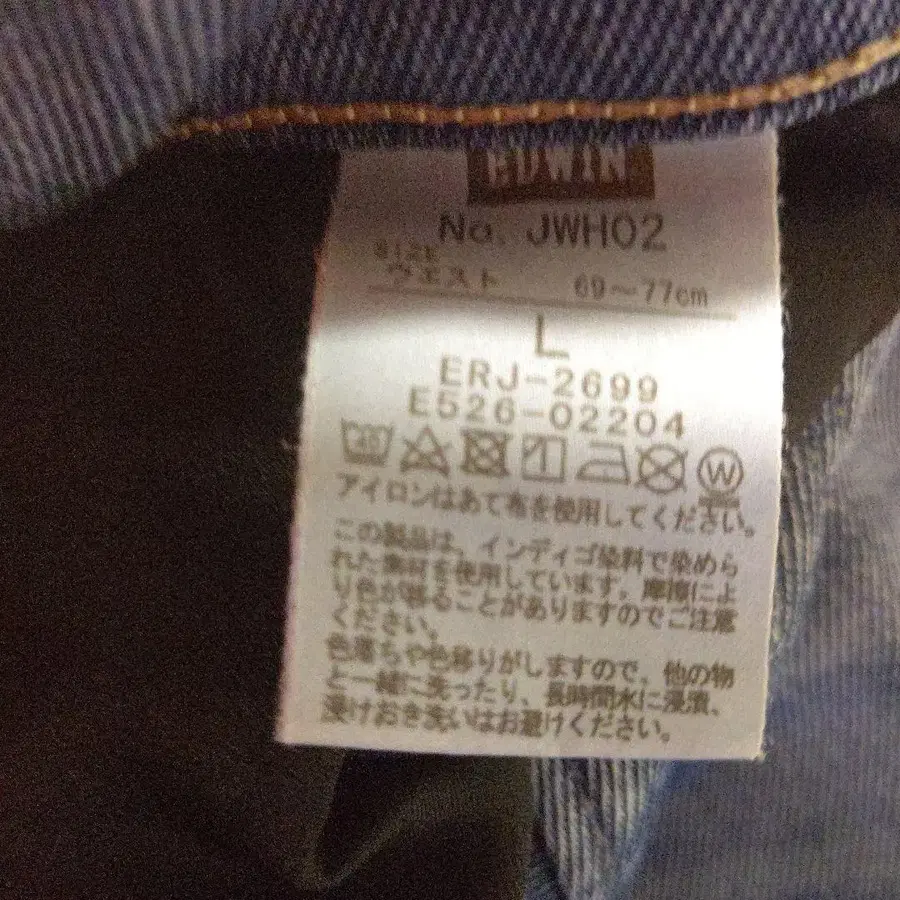 EDWIN
No. JWH02
SIZE
ウエスト 69～77cm
L
ERJ-2699
E526-02204
40
W
アイロンはあて布を使用してください。
この製品は、インディゴ染料で染めら
れた素材を使用しています。摩擦によ
り色が移ることがありますのでご注意
ください。
色落ちや色移りがしますので、他の物
と一緒に洗ったり、長時間水に浸漬、
浸けおき洗いはお避けください。